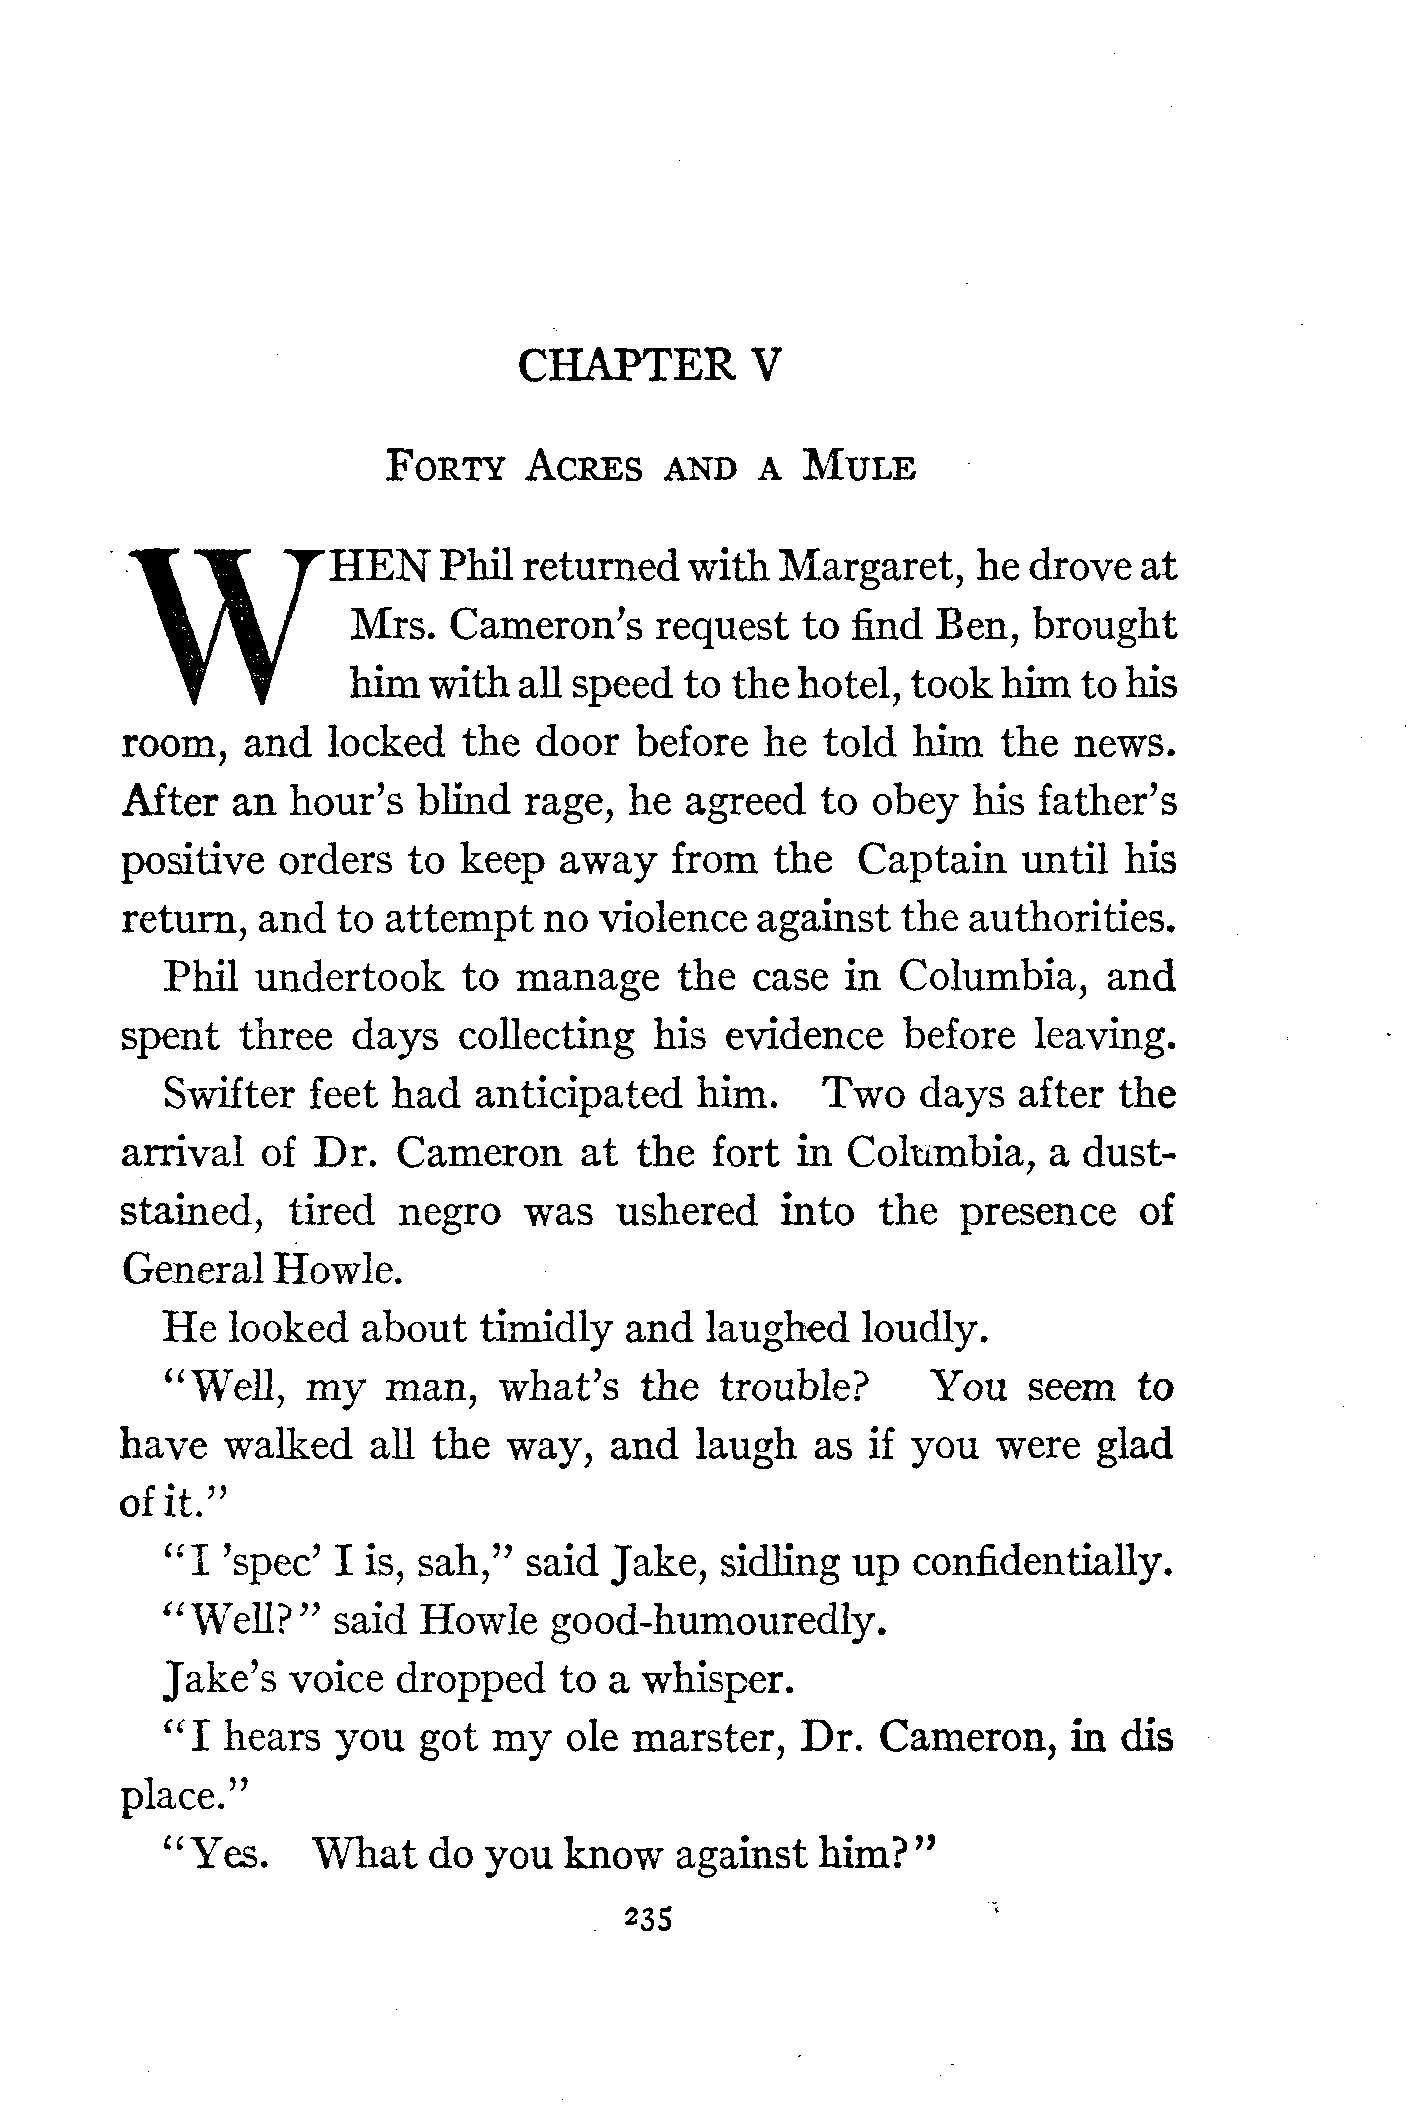 CHAPTER V
FORTY ACRES AND A MULE
WHEN Phil returned with Margaret, he drove at
Mrs. Cameron's request to find Ben, brought
him with all speed to the hotel, took him to his
room, and locked the door before he told him the news.
After an hour's blind rage, he agreed to obey his father's
positive orders to keep away from the Captain until his
return, and to attempt no violence against the authorities.
Phil undertook to manage the case in Columbia, and
spent three days collecting his evidence before leaving.
Swifter feet had anticipated him. Two days after the
arrival of Dr. Cameron at the fort in Columbia, a dust-
stained, tired negro was ushered into the presence of
General Howle.
He looked about timidly and laughed loudly.
“Well, my man, what's the trouble? You seem to
have walked all the way, and laugh as if you were glad
of it.”
“I 'spec' I is, sah,” said Jake, sidling up confidentially.
“Well?” said Howle good-humouredly.
Jake's voice dropped to a whisper.
“I hears you got my ole marster, Dr. Cameron, in dis
place.”
“Yes. What do you know against him?”
235